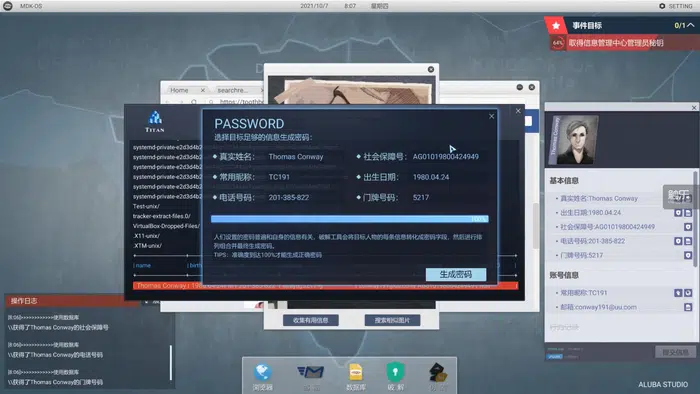 MDK-OS
2021/10/7 8:07 星期四
SETTING
事件目标 0/1
64% 取得信息管理中心管理员秘钥
Home
searchre...
https://toothb
TITAN
systemd-private-e2d3d4b2
systemd-private-e2d3d4b2
systemd-private-e2d3d4b2
systemd-private-e2d3d4b2
systemd-private-e2d3d4b2
Test-unix/
tracker-extract-files.0/
VirtualBox-Dropped-Files/
.X11-unix/
.XTM-unix/
name
Thomas Conway
PASSWORD
选择目标足够的信息生成密码:
真实姓名: Thomas Conway
社会保障号: AG01019800424949
常用昵称: TC191
出生日期: 1980.04.24
电话号码: 201-385-822
门牌号码: 5217
100%
人们设置的密码普遍和自身的信息有关，破解工具会将目标人物的每条信息转化成密码字段，然后进行排
列组合并最终生成密码。
TIPS：准确度到达100%才能生成正确密码
生成密码
收集有用信息
搜索相似图片
触乐
基本信息
真实姓名:Thomas Conway
出生日期:1980.04.24
社会保障号:AG010198004
电话号码:201-385-822
门牌号码:5217
账号信息
常用昵称:TC191
邮箱:conway191@uu.com
提交信息
操作日志
[8:06]>>>>>>>>>>>>使用数据库
\\获得了Thomas Conway的社会保障号
[8:06]>>>>>>>>>>>>使用数据库
\\获得了Thomas Conway的电话号码
[8:06]>>>>>>>>>>>>使用数据库
\\获得了Thomas Conway的门牌号码
浏览器
数据库
破 解
ALUBA STUDIO